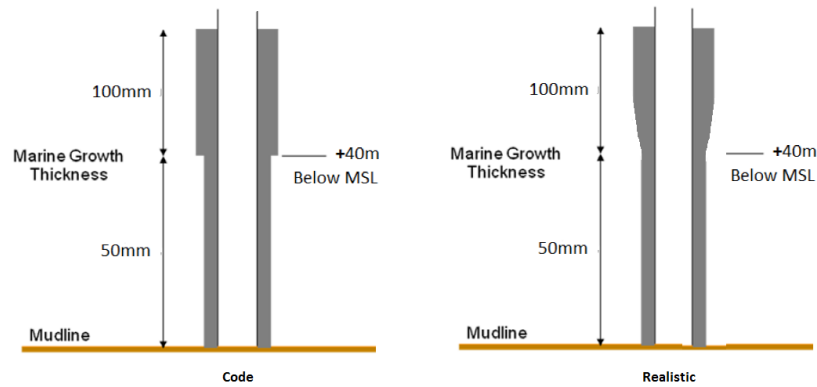 100mm
Marine Growth
Thickness
+40m
Below MSL
50mm
Mudline
Code
100mm
Marine Growth
Thickness
+40m
Below MSL
50mm
Mudline
Realistic